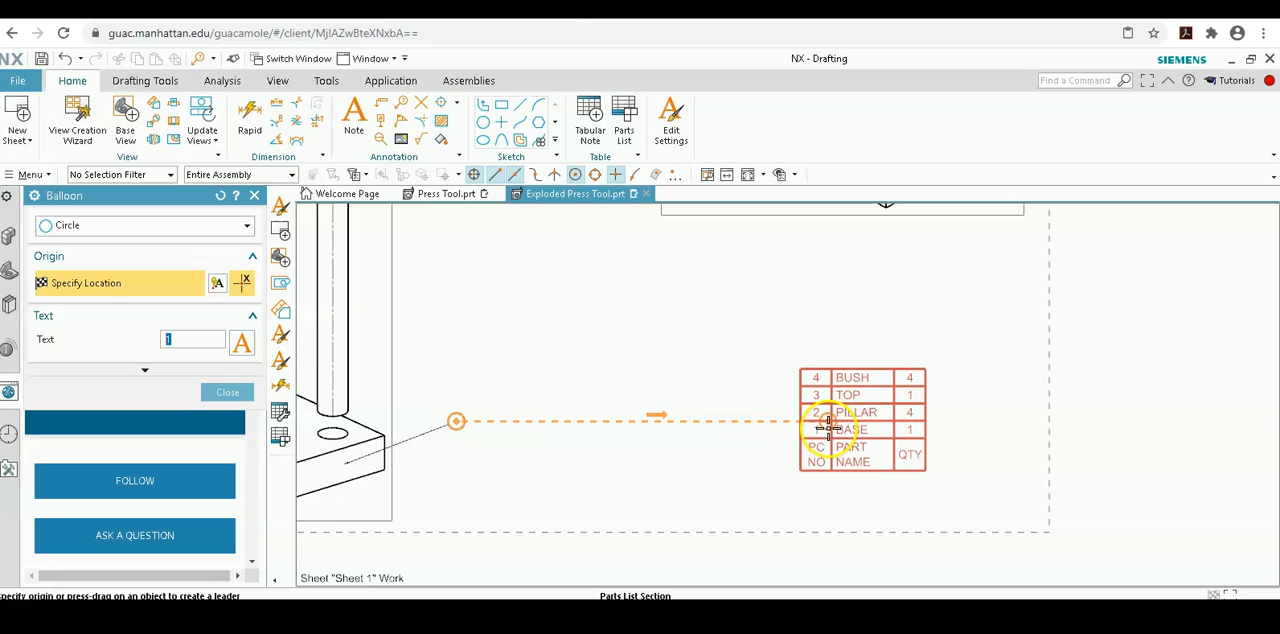 guac.manhattan.edu/guacamole/#/client/MjIAZwBteXNxbA==
NX
Switch Window
Window
NX - Drafting
SIEMENS
File
Home
Drafting Tools
Analysis
View
Tools
Application
Assemblies
Find a Command
Tutorials
New Sheet
View Creation Wizard
Base View
Update Views
Rapid
Note
Tabular Note
Parts List
Edit Settings
View
Dimension
Annotation
Sketch
Table
Menu
No Selection Filter
Entire Assembly
Balloon
Welcome Page
Press Tool.prt
Exploded Press Tool.prt
Circle
Origin
Specify Location
Text
Text
1
Close
FOLLOW
ASK A QUESTION
4 BUSH 4
3 TOP 1
2 PILLAR 4
BASE 1
PC NO PART NAME QTY
Sheet "Sheet 1" Work
Specify origin or press-drag on an object to create a leader
Parts List Section